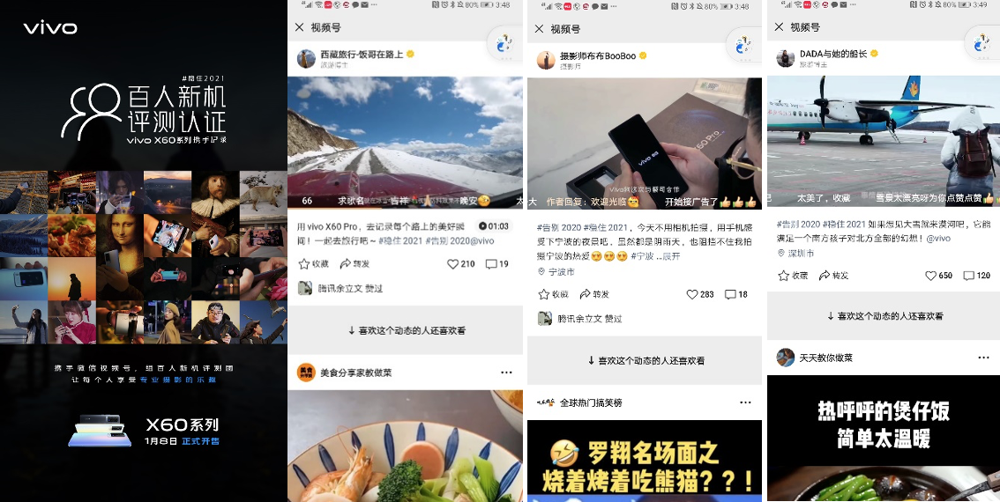 vivo
#稳住2021
百人新机
评测认证
vivo X60系列携手记录
携手微信视频号，组百人新机评测团
让每个人享受专业摄影的乐趣
X60系列
1月8日 正式开售
80% 3:48
视频号
西藏旅行-饭哥在路上
旅游博主
66 求歌名 吉祥 晚安 太
用 vivo X60 Pro，去记录每个路上的美好瞬
01:03
间！一起去旅行吧~ #稳住 2021 #告别 2020@vivo
收藏 转发 210 19
腾讯余立文 赞过
↓ 喜欢这个动态的人还喜欢看
美食
美食分享家教做菜
80% 3:48
视频号
摄影师布布BooBoo
摄影师
X60 Pro
vivo 5G
大 作者回复：欢迎光临 开始接广告了
#告别 2020 #稳住 2021，今天不用相机拍摄，用手机感
受下宁波的夜景吧，虽然都是阴雨天，也阻挡不住我拍
摄宁波的热爱 #宁波 ...展开
宁波市
收藏 转发 283 18
腾讯余立文 赞过
↓ 喜欢这个动态的人还喜欢看
全球热门搞笑榜
罗翔名场面之
烧着烤着吃熊猫？？！
80% 3:49
视频号
DADA与她的船长
旅游博主
太美了，收藏 雪景太漂亮呀为你点赞点赞
#告别 2020 #稳住 2021 如果想见大雪就来漠河吧，它能
满足一个南方孩子对北方全部的幻想！@vivo
深圳市
收藏 转发 650 120
↓ 喜欢这个动态的人还喜欢看
天天教你做菜
热呼呼的煲仔饭
简单太温暖